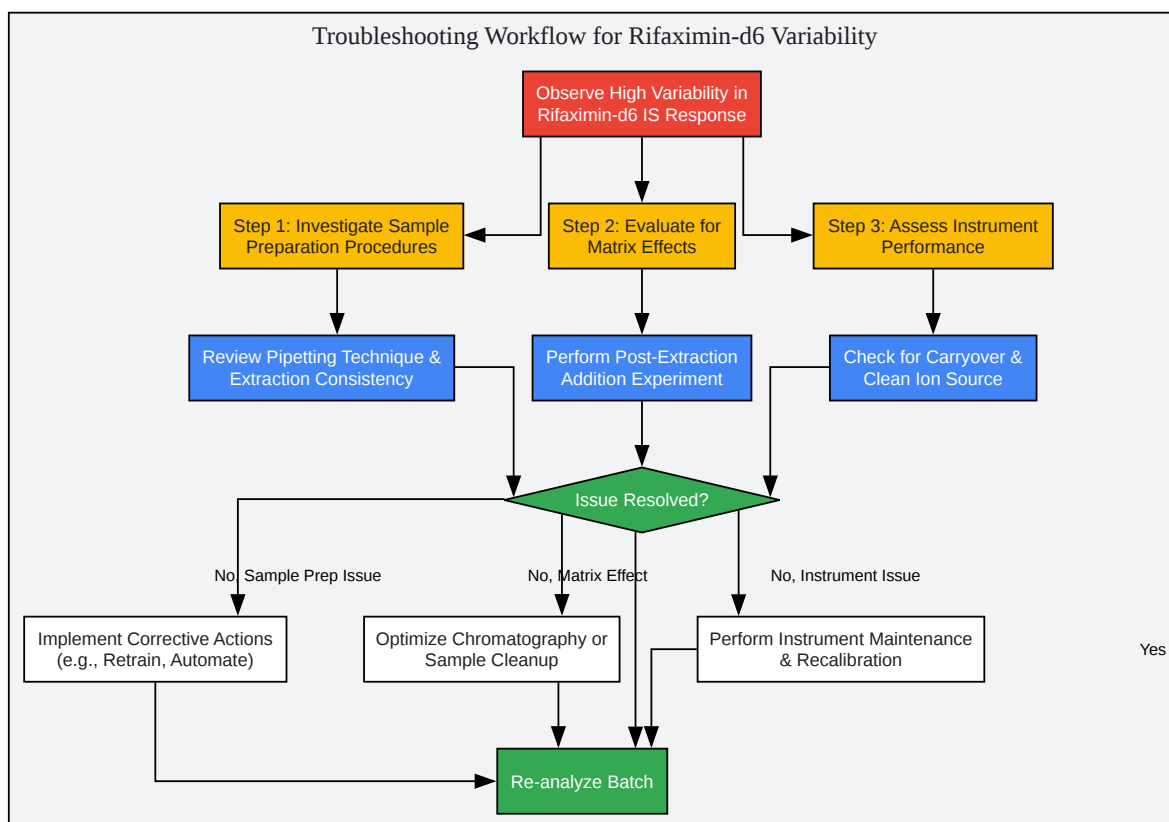 Troubleshooting Workflow for Rifaximin-d6 Variability
Observe High Variability in
Rifaximin-d6 IS Response
Step 1: Investigate Sample
Preparation Procedures
Step 2: Evaluate for
Matrix Effects
Step 3: Assess Instrument
Performance
Review Pipetting Technique &
Extraction Consistency
Perform Post-Extraction
Addition Experiment
Check for Carryover &
Clean Ion Source
Issue Resolved?
No, Sample Prep Issue
No, Matrix Effect
No, Instrument Issue
Implement Corrective Actions
(e.g., Retrain, Automate)
Optimize Chromatography or
Sample Cleanup
Perform Instrument Maintenance
& Recalibration
Yes
Re-analyze Batch